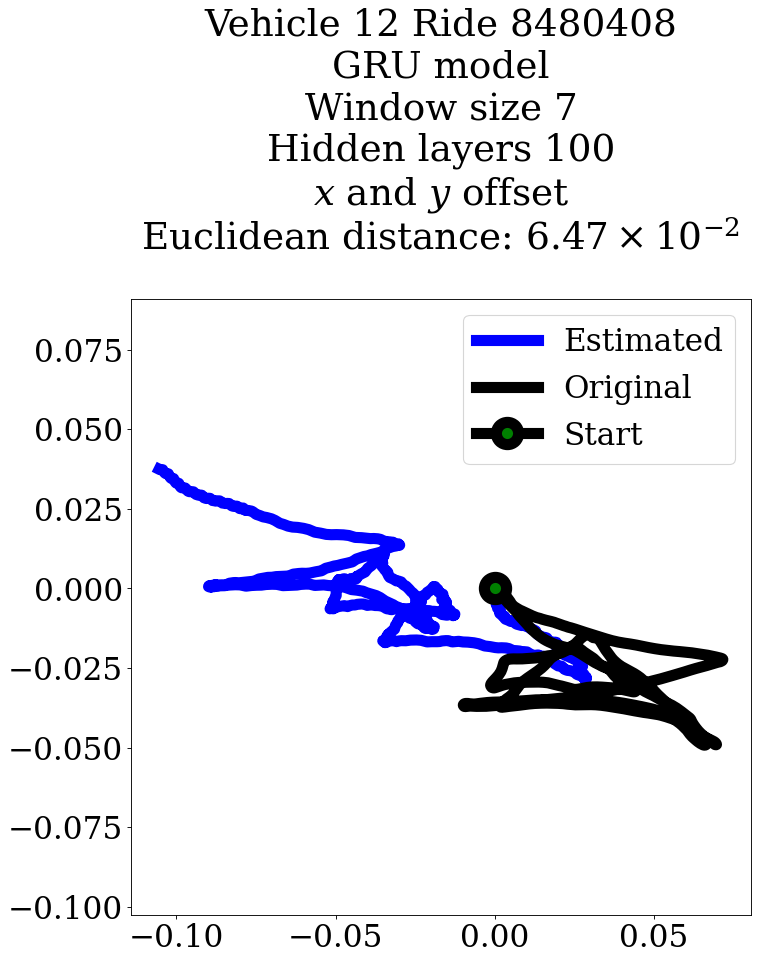 Vehicle 12 Ride 8480408
GRU model
Window size 7
Hidden layers 100
x and y offset
Euclidean distance: 6.47 × 10⁻²
Estimated
Original
Start
0.075
0.050
0.025
0.000
−0.025
−0.050
−0.075
−0.100
−0.10 −0.05 0.00 0.05